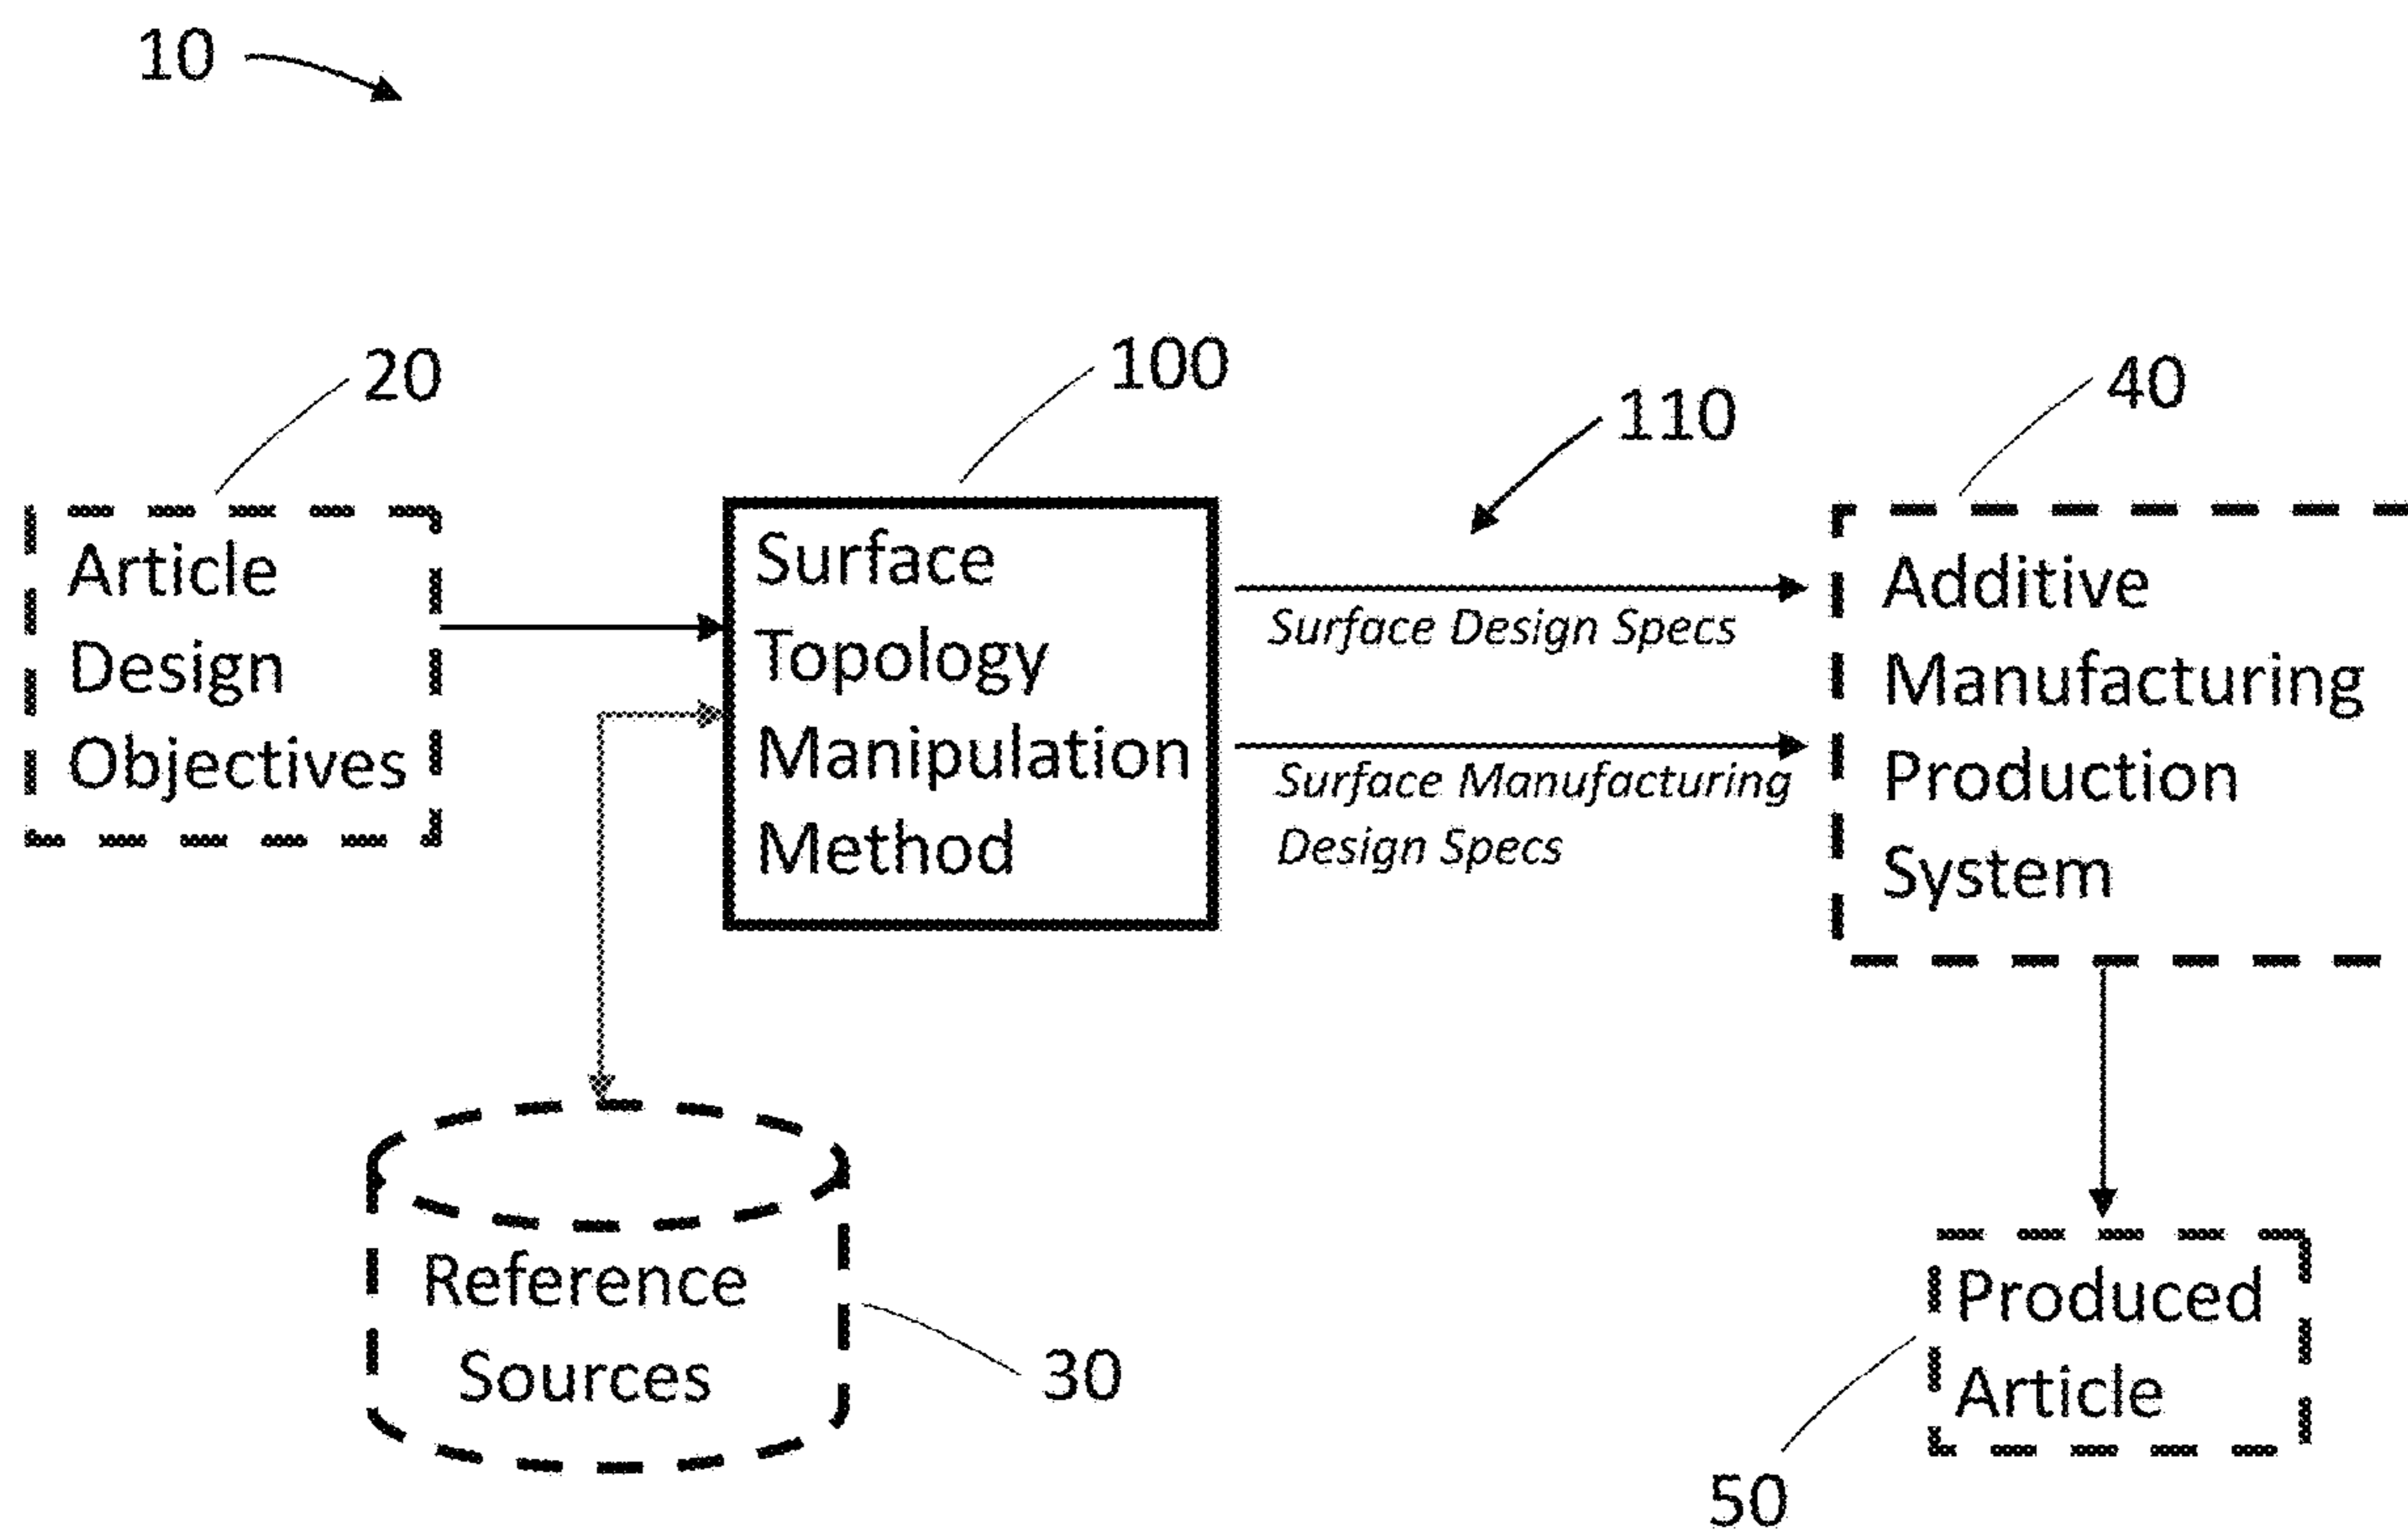 10
20
100
110
40
Article
Design
Objectives
Surface
Topology
Manipulation
Method
Surface Design Specs
Surface Manufacturing
Design Specs
Additive
Manufacturing
Production
System
Reference
Sources
30
Produced
Article
50